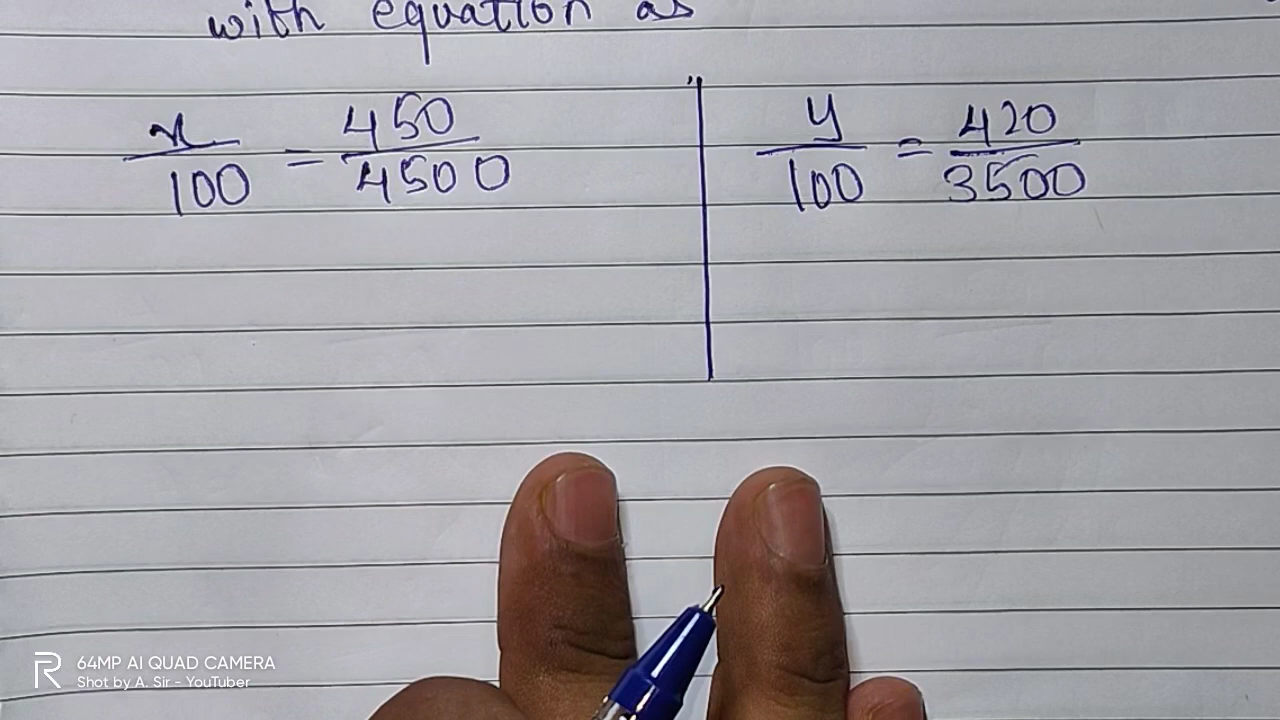 with equation as
x/100 = 450/4500
y/100 = 420/3500
64MP AI QUAD CAMERA
Shot by A. Sir - YouTuber